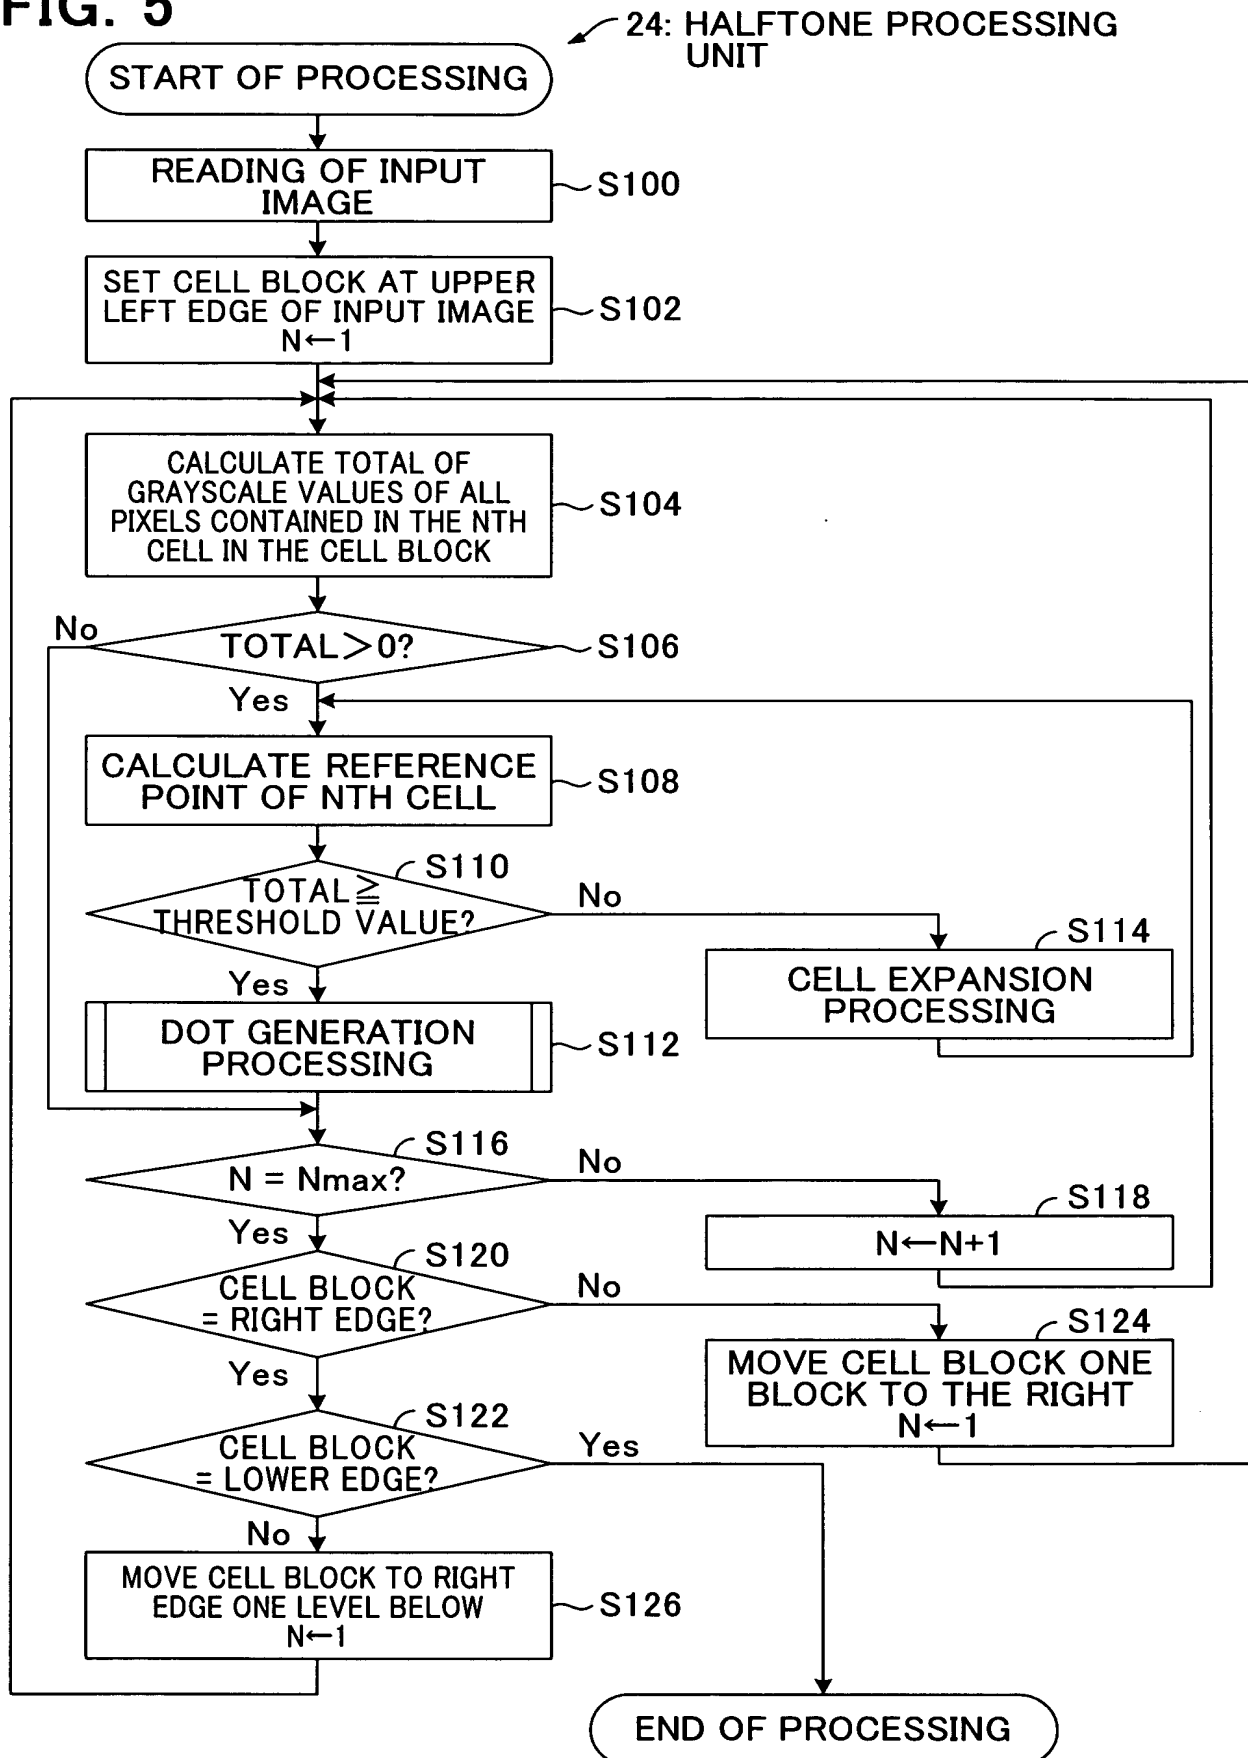 FIG. 5
24: HALFTONE PROCESSING
UNIT
START OF PROCESSING
READING OF INPUT
IMAGE
S100
SET CELL BLOCK AT UPPER
LEFT EDGE OF INPUT IMAGE
N←1
S102
CALCULATE TOTAL OF
GRAYSCALE VALUES OF ALL
PIXELS CONTAINED IN THE NTH
CELL IN THE CELL BLOCK
S104
No
TOTAL>0?
S106
Yes
CALCULATE REFERENCE
POINT OF NTH CELL
S108
S110
TOTAL≧
THRESHOLD VALUE?
No
S114
CELL EXPANSION
PROCESSING
Yes
DOT GENERATION
PROCESSING
S112
S116
N = Nmax?
No
S118
N←N+1
Yes
S120
CELL BLOCK
= RIGHT EDGE?
No
S124
MOVE CELL BLOCK ONE
BLOCK TO THE RIGHT
N←1
Yes
S122
CELL BLOCK
= LOWER EDGE?
Yes
No
MOVE CELL BLOCK TO RIGHT
EDGE ONE LEVEL BELOW
N←1
S126
END OF PROCESSING